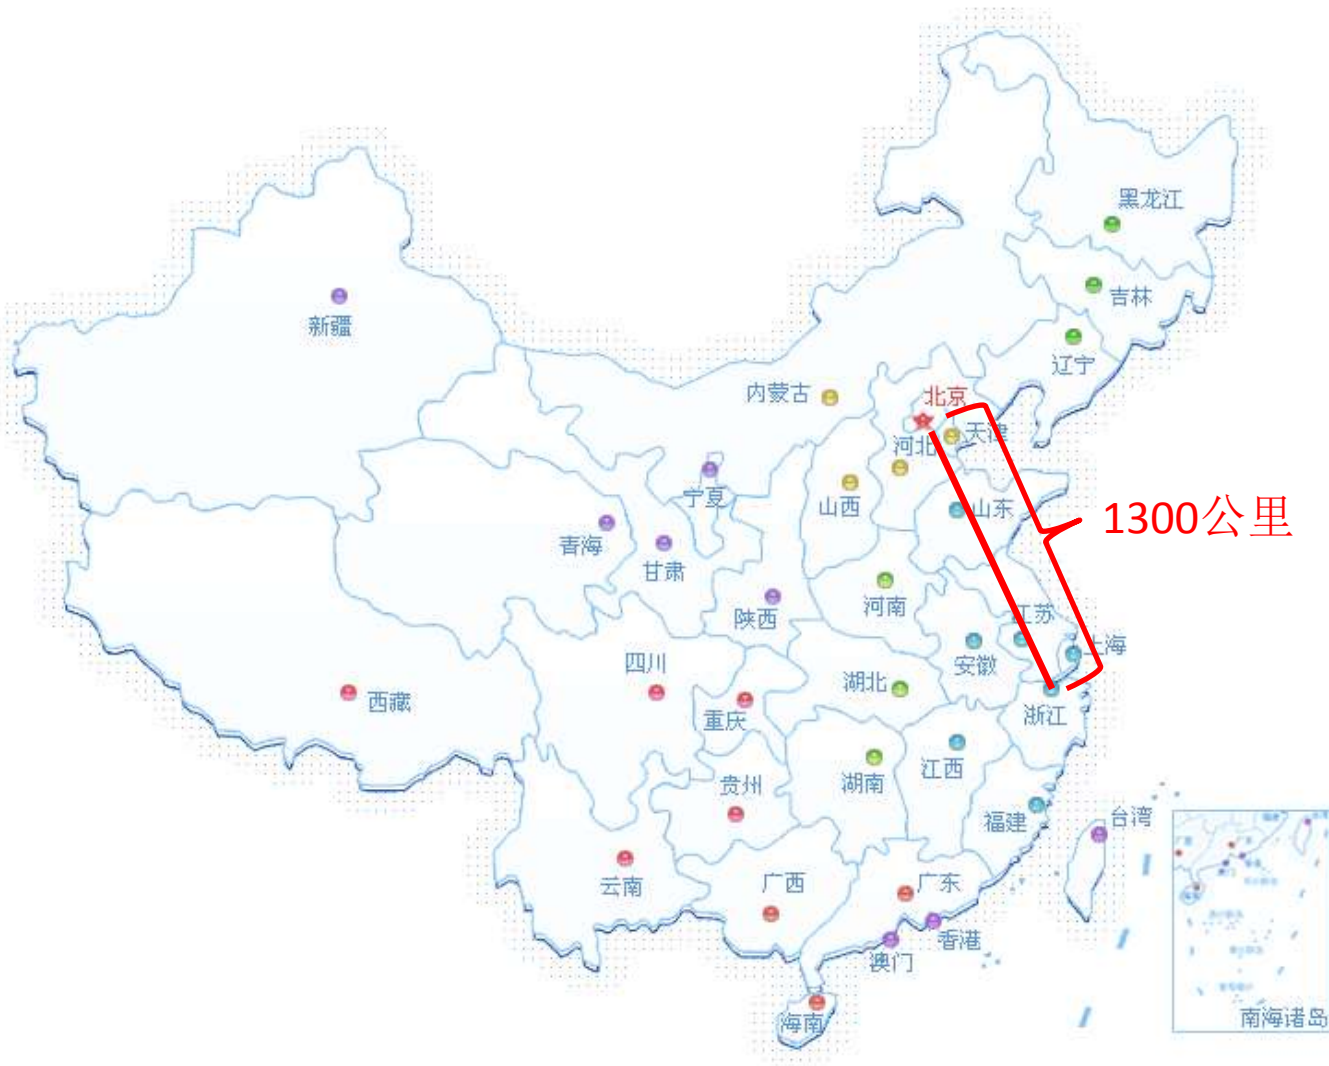 黑龙江
吉林
新疆
辽宁
内蒙古
北京
天津
河北
宁夏
山西
山东
1300公里
青海
甘肃
河南
陕西
江苏
上海
安徽
四川
湖北
西藏
重庆
浙江
江西
贵州
湖南
福建
台湾
云南
广西
广东
香港
澳门
海南
南海诸岛